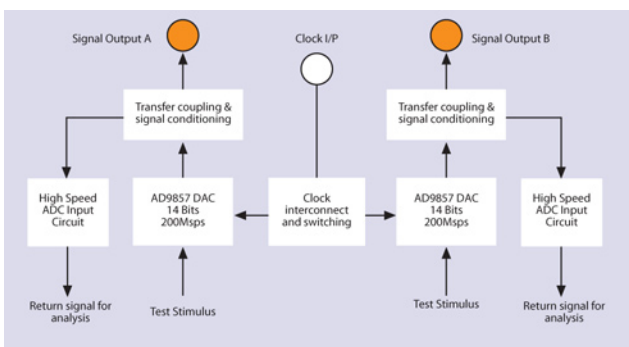 Signal Output A
Clock I/P
Signal Output B
Transfer coupling &
signal conditioning
Transfer coupling &
signal conditioning
High Speed
ADC Input
Circuit
AD9857 DAC
14 Bits
200Msps
Clock
interconnect
and switching
AD9857 DAC
14 Bits
200Msps
High Speed
ADC Input
Circuit
Return signal for
analysis
Test Stimulus
Test Stimulus
Return signal for
analysis